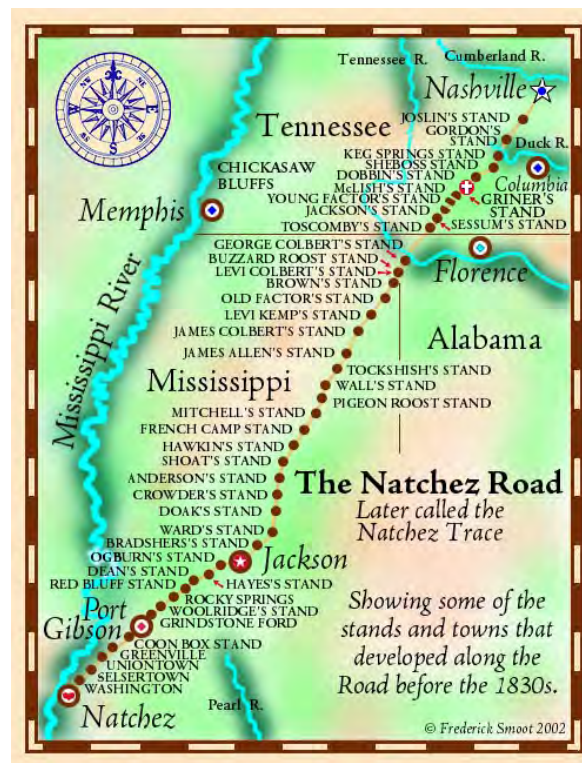 N
NE
E
SE
S
SW
W
NW
Tennessee R.
Cumberland R.
Nashville
JOSLIN'S STAND
GORDON'S
STAND
Duck R.
Tennessee
KEG SPRINGS STAND
SHEBOSS STAND
DOBBIN'S STAND
McLISH'S STAND
Columbia
CHICKASAW
BLUFFS
YOUNG FACTOR'S STAND
GRINER'S
STAND
JACKSON'S STAND
Memphis
TOSCOMBY'S STAND
SESSUM'S STAND
GEORGE COLBERT'S STAND
BUZZARD ROOST STAND
LEVI COLBERT'S STAND
Florence
BROWN'S STAND
OLD FACTOR'S STAND
LEVI KEMP'S STAND
JAMES COLBERT'S STAND
Alabama
JAMES ALLEN'S STAND
Mississippi River
TOCKSHISH'S STAND
Mississippi
WALL'S STAND
PIGEON ROOST STAND
MITCHELL'S STAND
FRENCH CAMP STAND
HAWKIN'S STAND
SHOAT'S STAND
ANDERSON'S STAND
CROWDER'S STAND
DOAK'S STAND
The Natchez Road
Later called the
Natchez Trace
WARD'S STAND
BRADSHERS'S STAND
OGBURN'S STAND
Jackson
DEAN'S STAND
RED BLUFF STAND
HAYES'S STAND
ROCKY SPRINGS
WOOLRIDGE'S STAND
GRINDSTONE FORD
Port
Gibson
COON BOX STAND
GREENVILLE
UNIONTOWN
SELSERTOWN
WASHINGTON
Natchez
Pearl R.
Showing some of the
stands and towns that
developed along the
Road before the 1830s.
© Frederick Smoot 2002